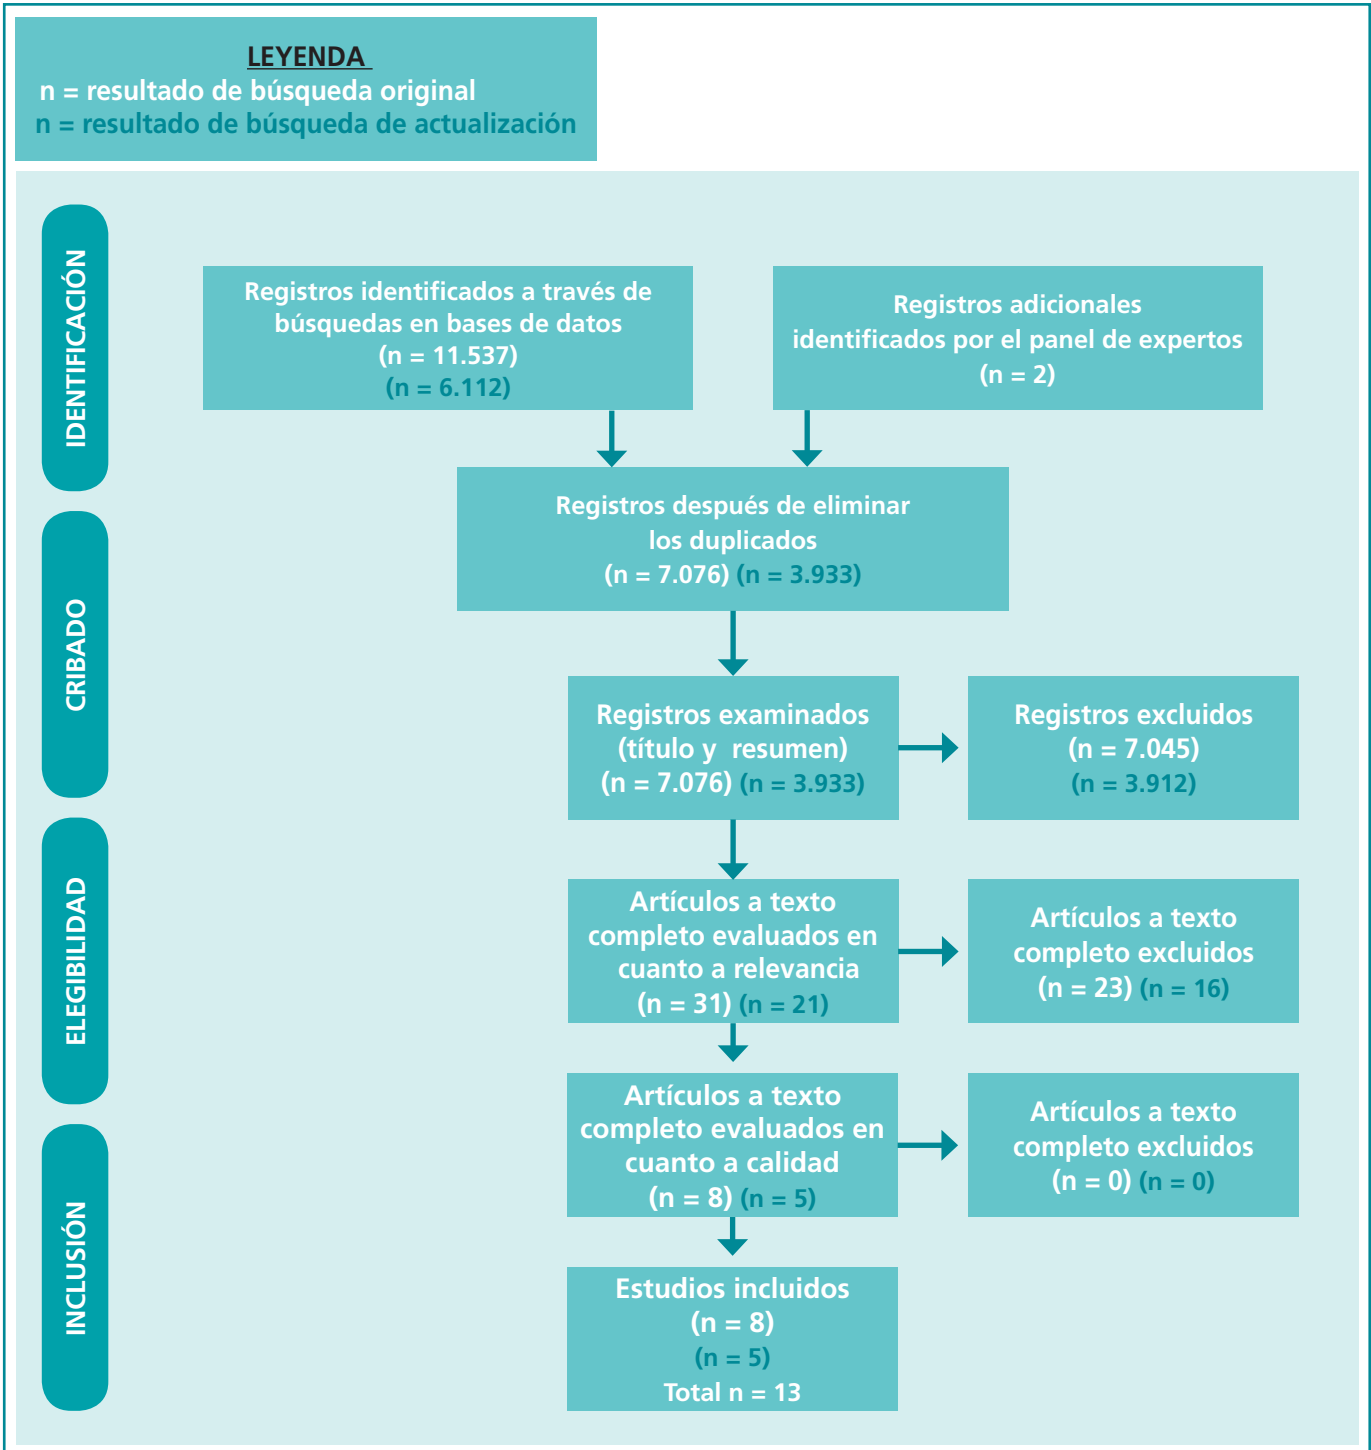 LEYENDA
n = resultado de búsqueda original
n = resultado de búsqueda de actualización
IDENTIFICACIÓN
Registros identificados a través de
búsquedas en bases de datos
(n = 11.537)
(n = 6.112)
Registros adicionales
identificados por el panel de expertos
(n = 2)
Registros después de eliminar
los duplicados
(n = 7.076) (n = 3.933)
CRIBADO
Registros examinados
(título y resumen)
(n = 7.076) (n = 3.933)
Registros excluidos
(n = 7.045)
(n = 3.912)
ELEGIBILIDAD
Artículos a texto
completo evaluados en
cuanto a relevancia
(n = 31) (n = 21)
Artículos a texto
completo excluidos
(n = 23) (n = 16)
Artículos a texto
completo evaluados en
cuanto a calidad
(n = 8) (n = 5)
Artículos a texto
completo excluidos
(n = 0) (n = 0)
INCLUSIÓN
Estudios incluidos
(n = 8)
(n = 5)
Total n = 13